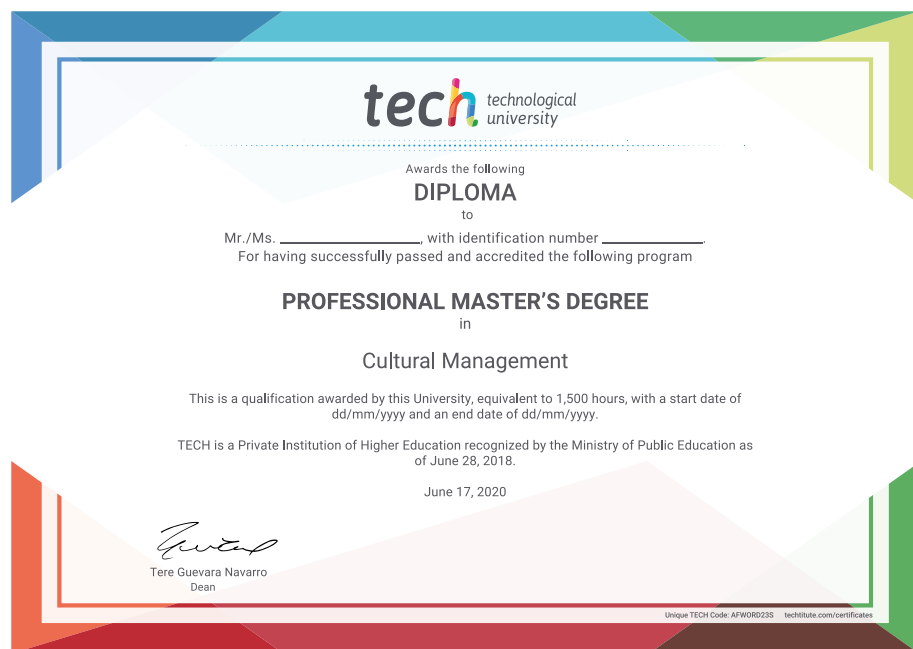 tech technological
university
Awards the following
DIPLOMA
to
Mr./Ms. ____________________, with identification number ______________.
For having successfully passed and accredited the following program
PROFESSIONAL MASTER'S DEGREE
in
Cultural Management
This is a qualification awarded by this University, equivalent to 1,500 hours, with a start date of
dd/mm/yyyy and an end date of dd/mm/yyyy.
TECH is a Private Institution of Higher Education recognized by the Ministry of Public Education as
of June 28, 2018.
June 17, 2020
Tere Guevara Navarro
Dean
Unique TECH Code: AFWORD23S techtitute.com/certificates